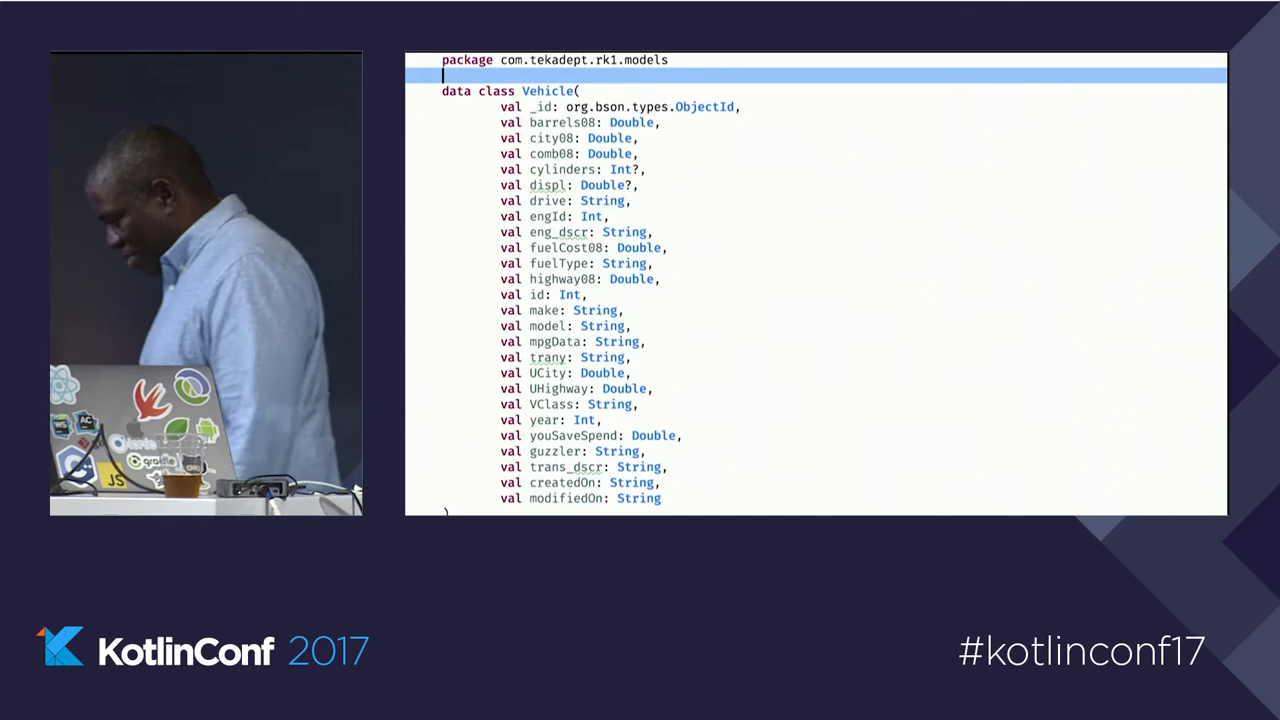 package com.tekadept.rk1.models
data class Vehicle(
val _id: org.bson.types.ObjectId,
val barrels08: Double,
val city08: Double,
val comb08: Double,
val cylinders: Int?,
val displ: Double?,
val drive: String,
val engId: Int,
val eng_dscr: String,
val fuelCost08: Double,
val fuelType: String,
val highway08: Double,
val id: Int,
val make: String,
val model: String,
val mpgData: String,
val trany: String,
val UCity: Double,
val UHighway: Double,
val VClass: String,
val year: Int,
val youSaveSpend: Double,
val guzzler: String,
val trans_dscr: String,
val createdOn: String,
val modifiedOn: String
)
WS
AC
JS
KotlinConf 2017
#kotlinconf17